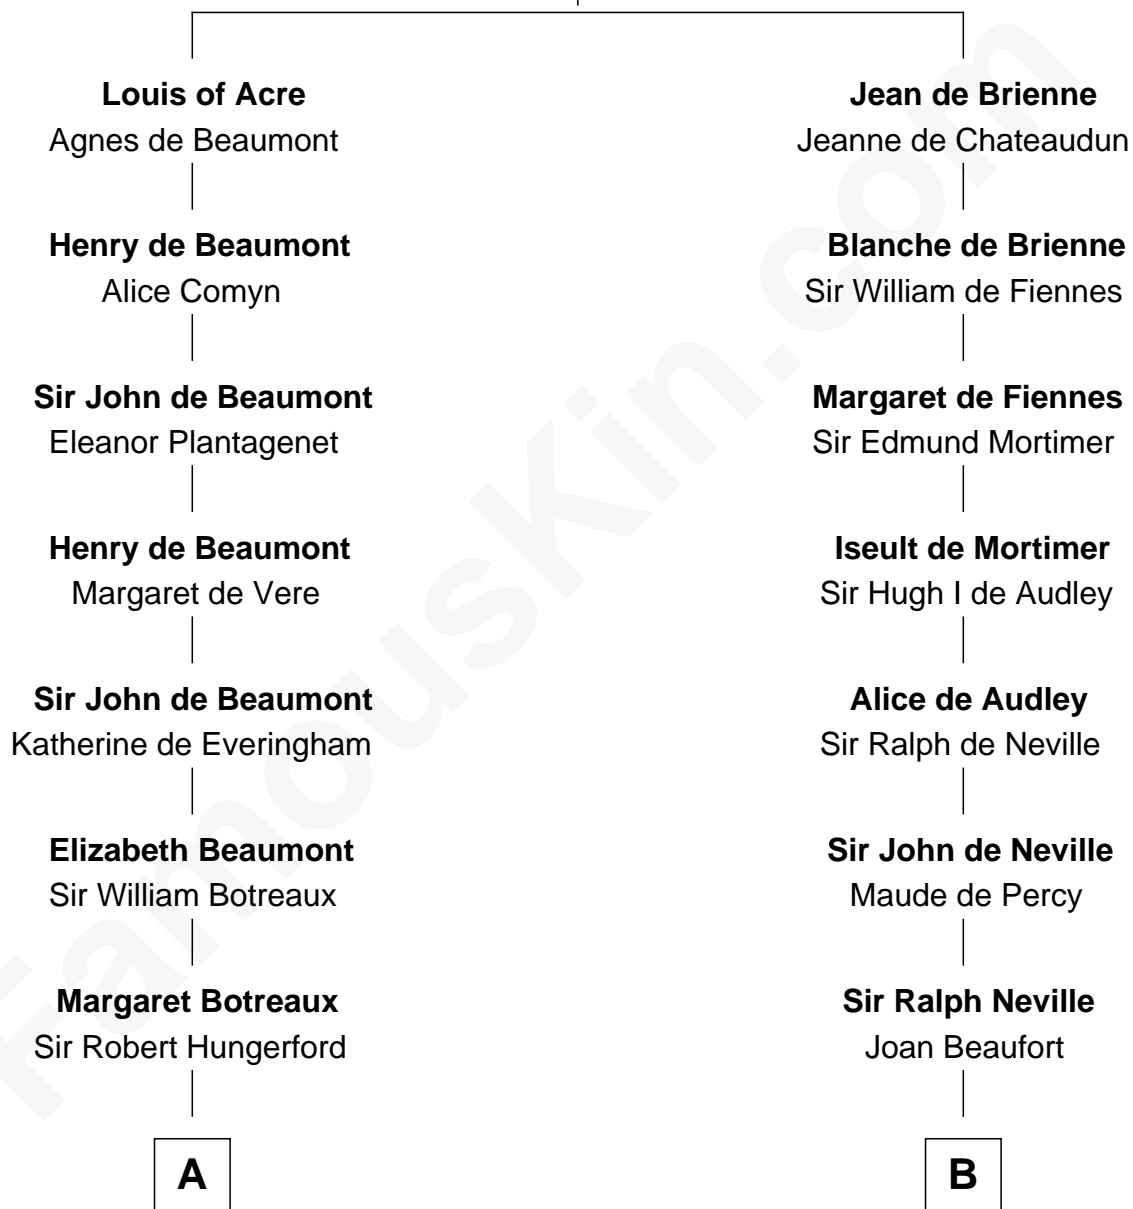 Louis of Acre
Agnes de Beaumont
Henry de Beaumont
Alice Comyn
Sir John de Beaumont
Eleanor Plantagenet
Henry de Beaumont
Margaret de Vere
Sir John de Beaumont
Katherine de Everingham
Elizabeth Beaumont
Sir William Botreaux
Margaret Botreaux
Sir Robert Hungerford
A
Jean de Brienne
Jeanne de Chateaudun
Blanche de Brienne
Sir William de Fiennes
Margaret de Fiennes
Sir Edmund Mortimer
Iseult de Mortimer
Sir Hugh I de Audley
Alice de Audley
Sir Ralph de Neville
Sir John de Neville
Maude de Percy
Sir Ralph Neville
Joan Beaufort
B
FamousKin.com